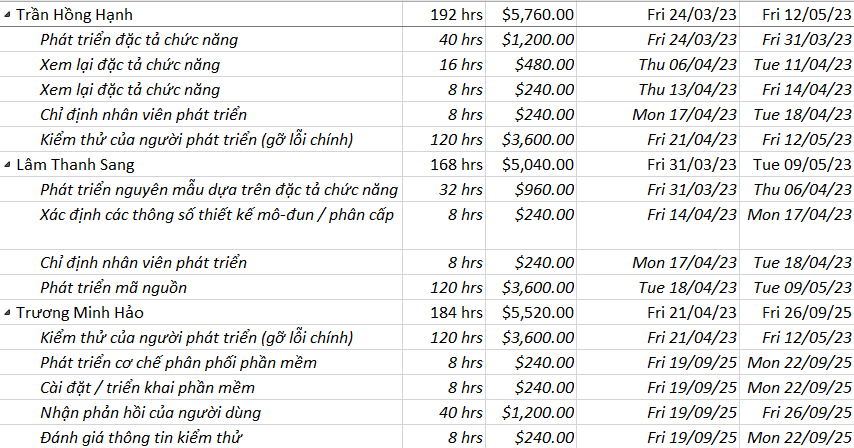 Trần Hồng Hạnh 192 hrs $5,760.00 Fri 24/03/23 Fri 12/05/23
Phát triển đặc tả chức năng 40 hrs $1,200.00 Fri 24/03/23 Fri 31/03/23
Xem lại đặc tả chức năng 16 hrs $480.00 Thu 06/04/23 Tue 11/04/23
Xem lại đặc tả chức năng 8 hrs $240.00 Thu 13/04/23 Fri 14/04/23
Chỉ định nhân viên phát triển 8 hrs $240.00 Mon 17/04/23 Tue 18/04/23
Kiểm thử của người phát triển (gỡ lỗi chính) 120 hrs $3,600.00 Fri 21/04/23 Fri 12/05/23
Lâm Thanh Sang 168 hrs $5,040.00 Fri 31/03/23 Tue 09/05/23
Phát triển nguyên mẫu dựa trên đặc tả chức năng 32 hrs $960.00 Fri 31/03/23 Thu 06/04/23
Xác định các thông số thiết kế mô-đun / phân cấp 8 hrs $240.00 Fri 14/04/23 Mon 17/04/23
Chỉ định nhân viên phát triển 8 hrs $240.00 Mon 17/04/23 Tue 18/04/23
Phát triển mã nguồn 120 hrs $3,600.00 Tue 18/04/23 Tue 09/05/23
Trương Minh Hảo 184 hrs $5,520.00 Fri 21/04/23 Fri 26/09/25
Kiểm thử của người phát triển (gỡ lỗi chính) 120 hrs $3,600.00 Fri 21/04/23 Fri 12/05/23
Phát triển cơ chế phân phối phần mềm 8 hrs $240.00 Fri 19/09/25 Mon 22/09/25
Cài đặt / triển khai phần mềm 8 hrs $240.00 Fri 19/09/25 Mon 22/09/25
Nhận phản hồi của người dùng 40 hrs $1,200.00 Fri 19/09/25 Fri 26/09/25
Đánh giá thông tin kiểm thử 8 hrs $240.00 Fri 19/09/25 Mon 22/09/25